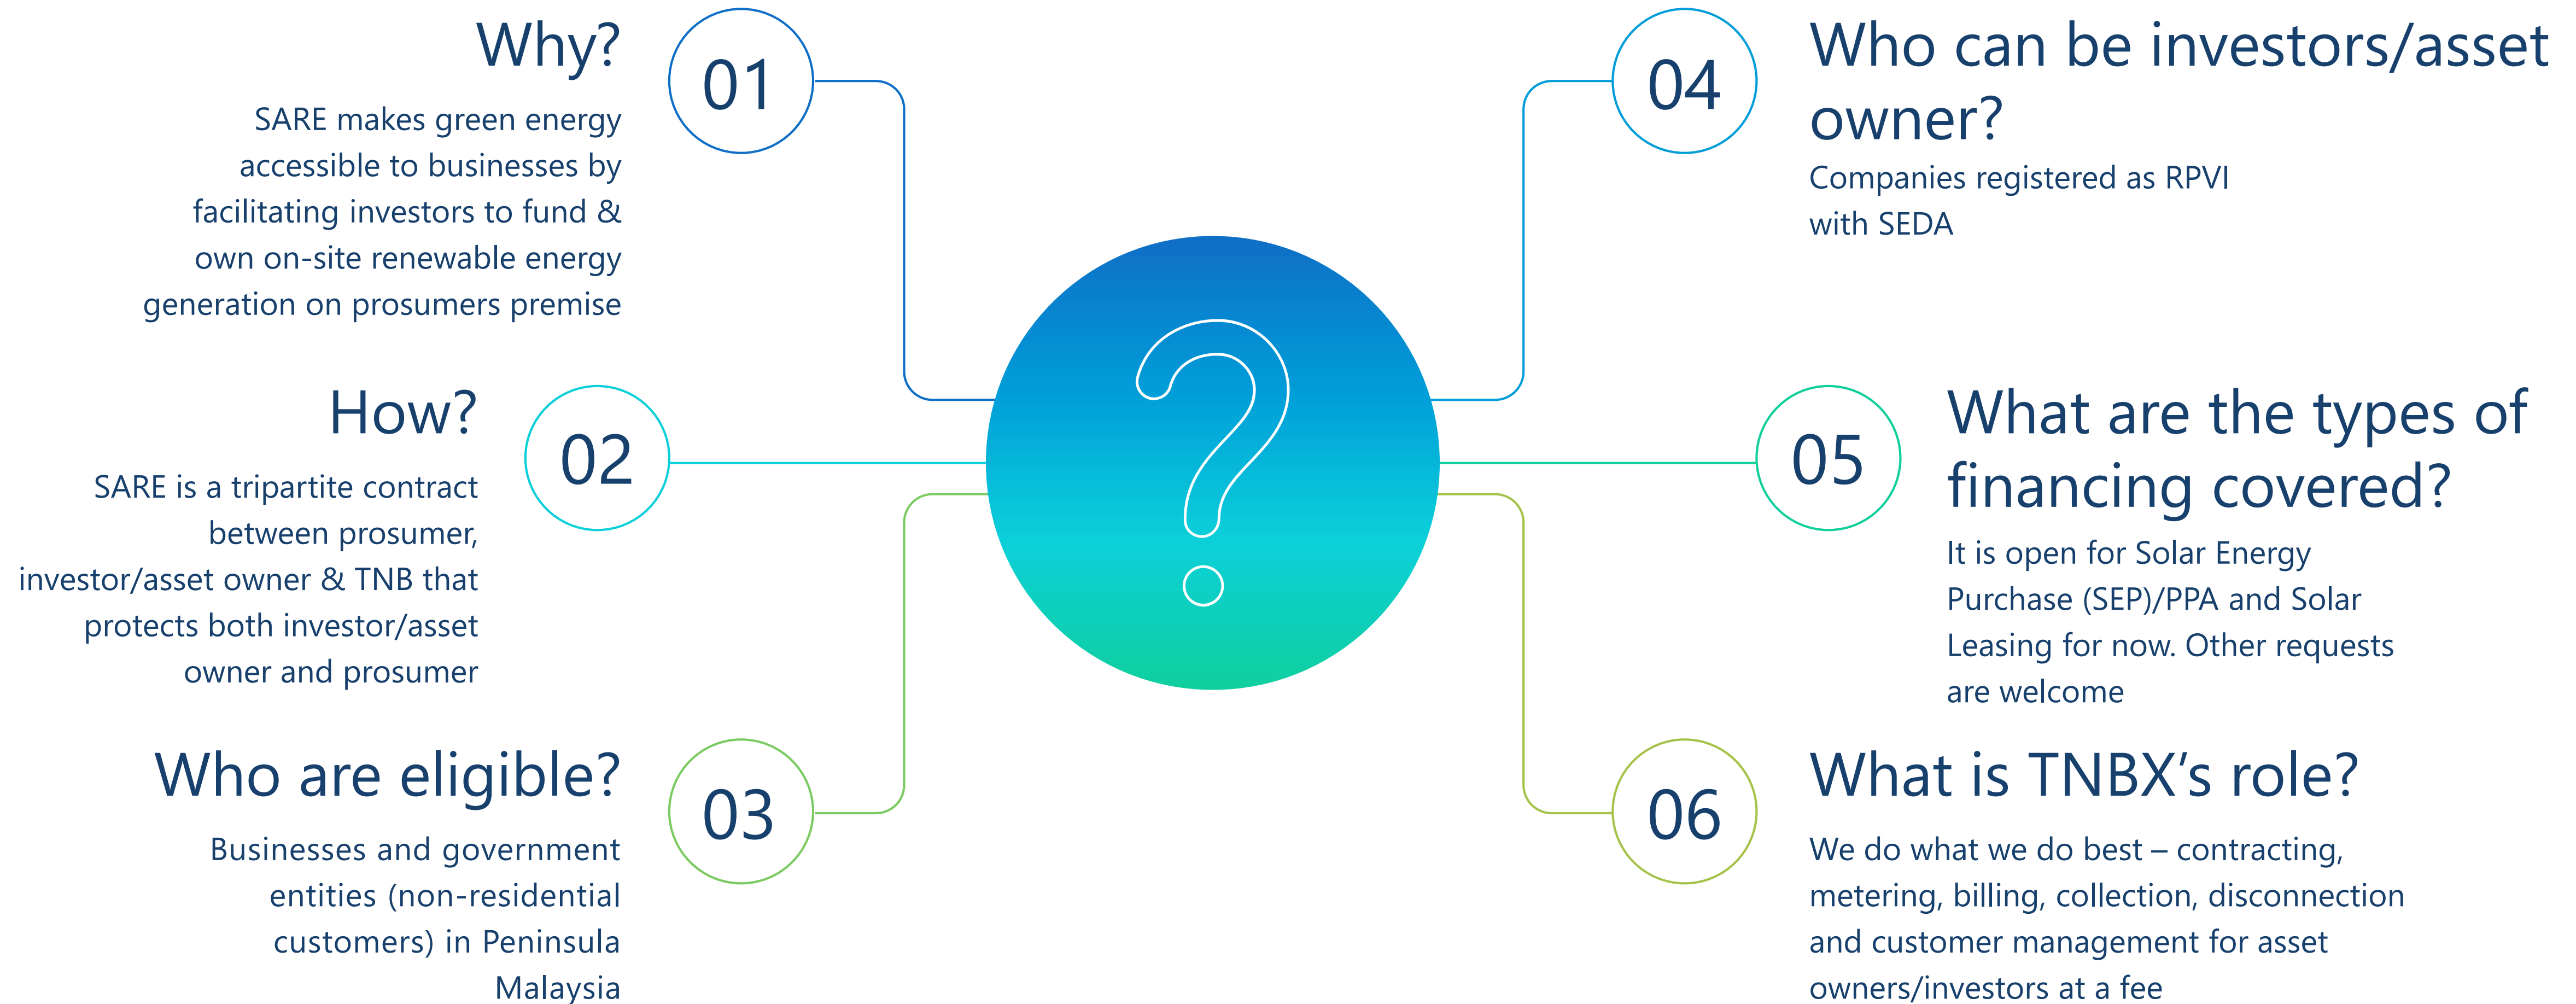 Why?
01
SARE makes green energy
accessible to businesses by
facilitating investors to fund &
own on-site renewable energy
generation on prosumers premise
How?
02
SARE is a tripartite contract
between prosumer,
investor/asset owner & TNB that
protects both investor/asset
owner and prosumer
Who are eligible?
03
Businesses and government
entities (non-residential
customers) in Peninsula
Malaysia
?
04
Who can be investors/asset
owner?
Companies registered as RPVI
with SEDA
05
What are the types of
financing covered?
It is open for Solar Energy
Purchase (SEP)/PPA and Solar
Leasing for now. Other requests
are welcome
06
What is TNBX’s role?
We do what we do best – contracting,
metering, billing, collection, disconnection
and customer management for asset
owners/investors at a fee